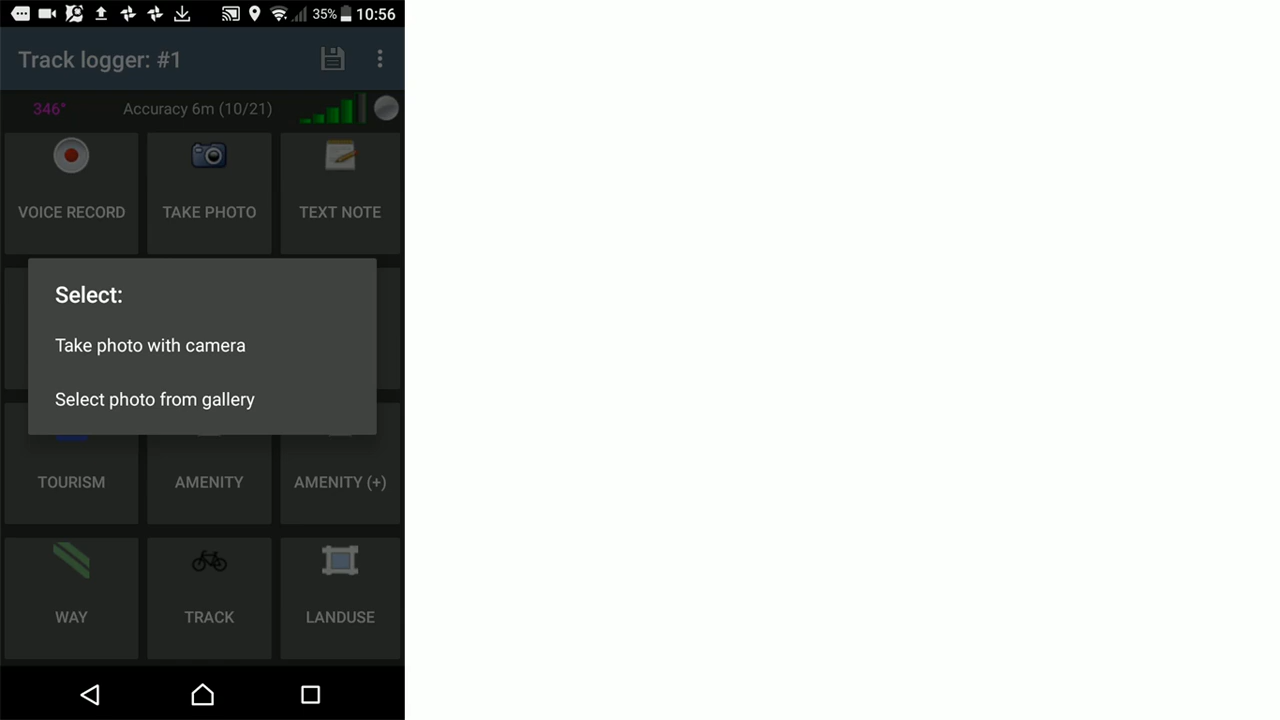 35% 10:56
Track logger: #1
346° Accuracy 6m (10/21)
VOICE RECORD TAKE PHOTO TEXT NOTE
Select:
Take photo with camera
Select photo from gallery
TOURISM AMENITY AMENITY (+)
WAY TRACK LANDUSE